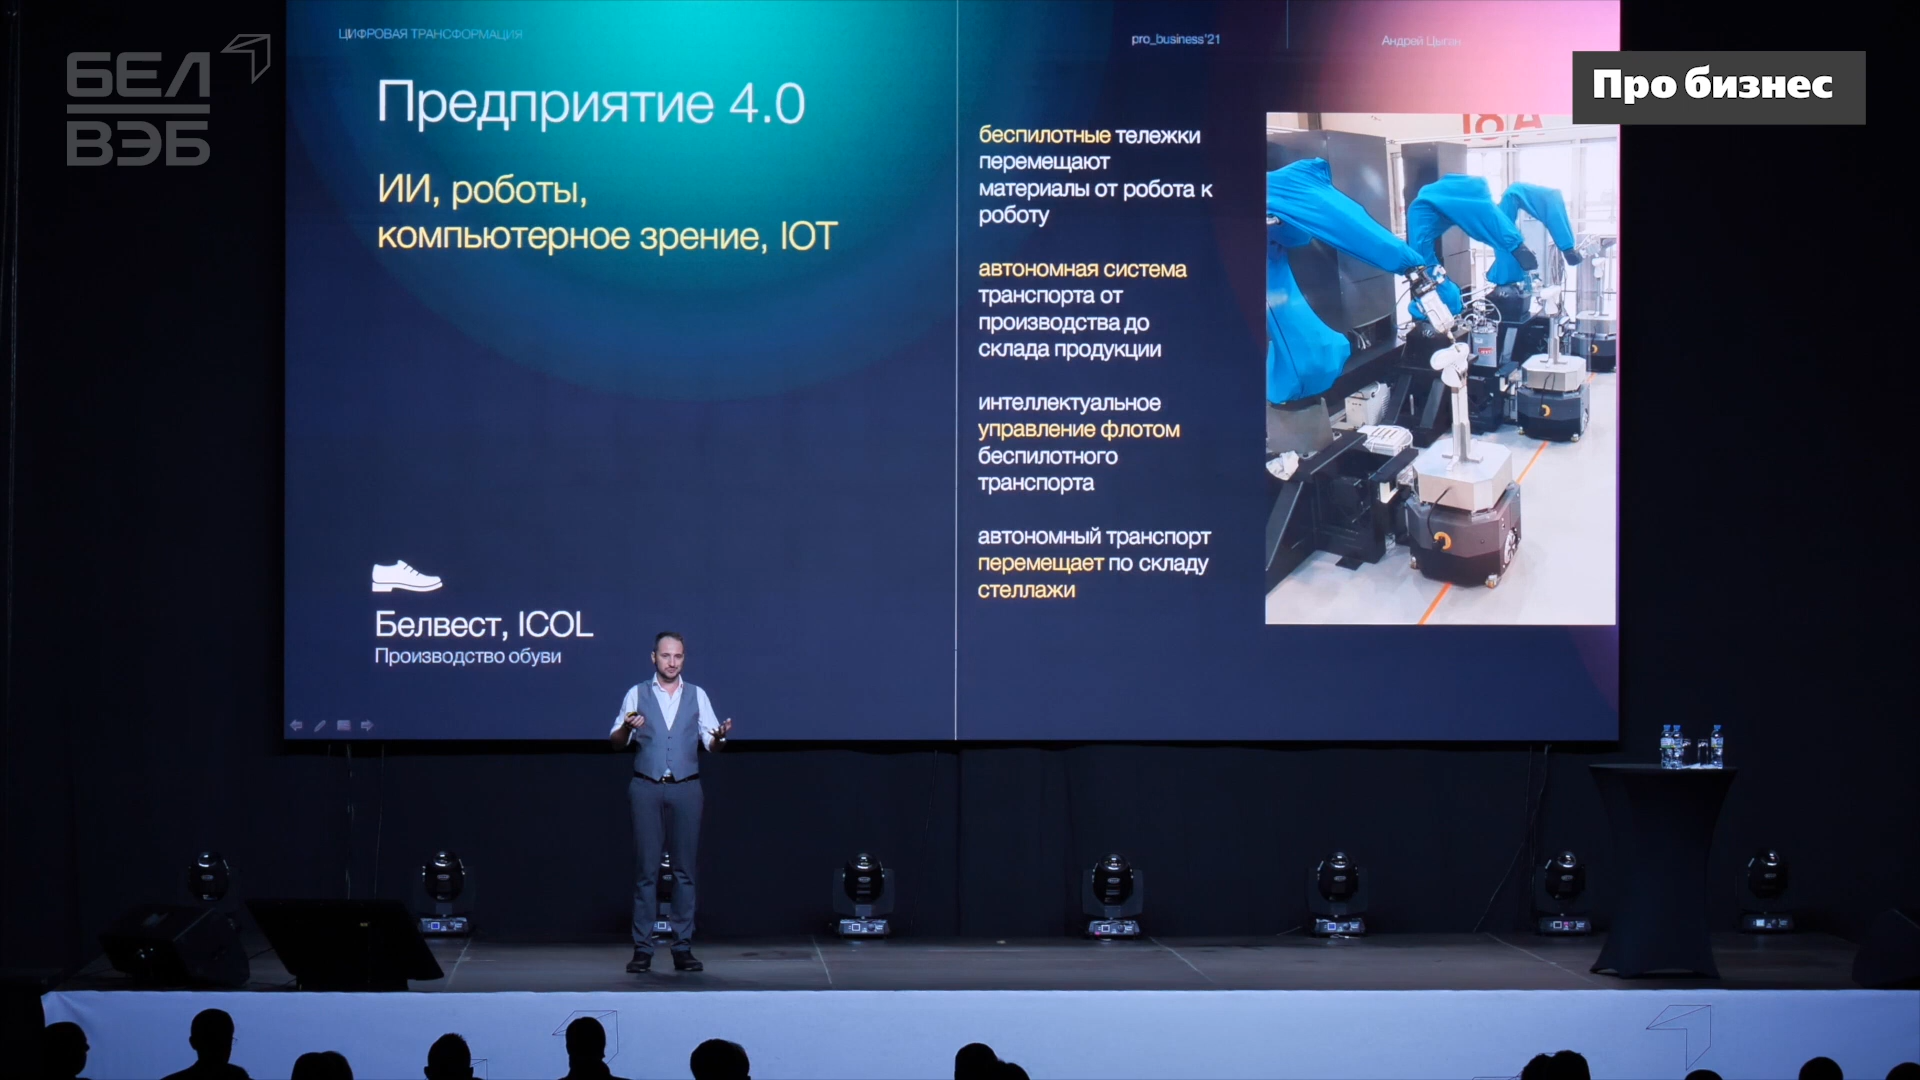 БЕЛ
ВЭБ
ЦИФРОВАЯ ТРАНСФОРМАЦИЯ
pro_business'21
Андрей Цыган
Про бизнес
Предприятие 4.0
ИИ, роботы,
компьютерное зрение, IOT
Белвест, ICOL
Производство обуви
беспилотные тележки
перемещают
материалы от робота к
роботу
автономная система
транспорта от
производства до
склада продукции
интеллектуальное
управление флотом
беспилотного
транспорта
автономный транспорт
перемещает по складу
стеллажи